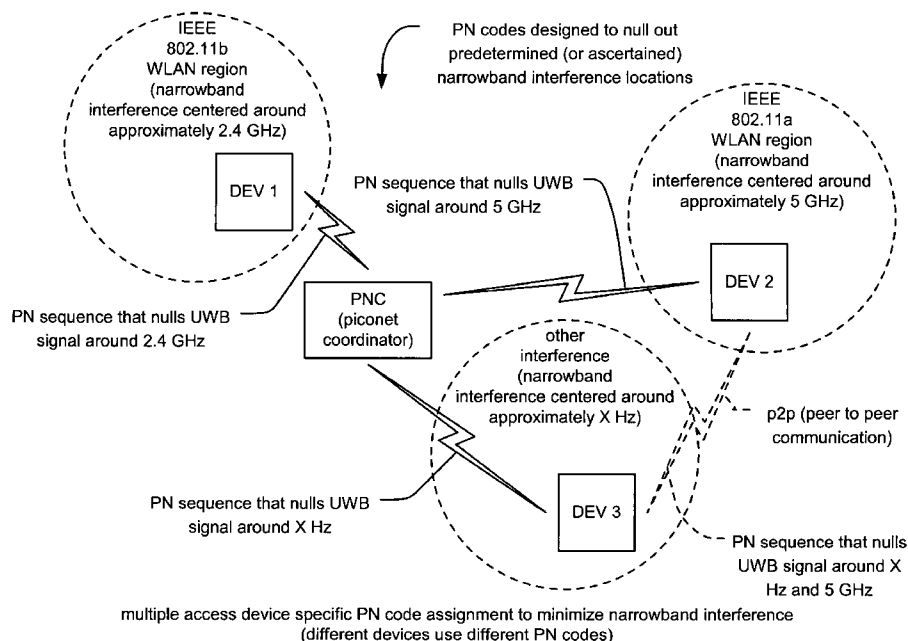 IEEE
802.11b
WLAN region
(narrowband
interference centered around
approximately 2.4 GHz)
DEV 1
PN codes designed to null out
predetermined (or ascertained)
narrowband interference locations
IEEE
802.11a
WLAN region
(narrowband
interference centered around
approximately 5 GHz)
DEV 2
PN sequence that nulls UWB
signal around 5 GHz
PNC
(piconet
coordinator)
PN sequence that nulls UWB
signal around 2.4 GHz
other
interference
(narrowband
interference centered around
approximately X Hz)
DEV 3
p2p (peer to peer
communication)
PN sequence that nulls UWB
signal around X Hz
PN sequence that nulls
UWB signal around X
Hz and 5 GHz
multiple access device specific PN code assignment to minimize narrowband interference
(different devices use different PN codes)